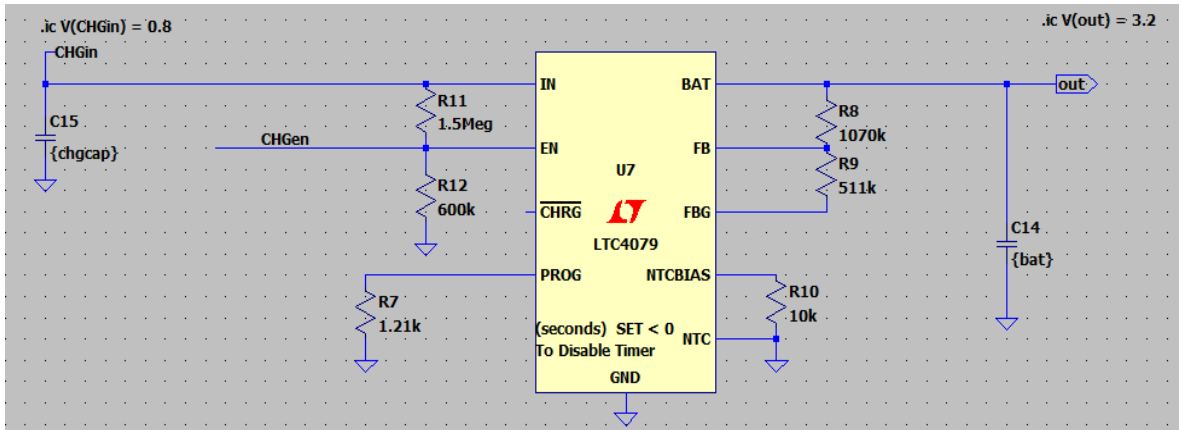 .ic V(CHGin) = 0.8
.ic V(out) = 3.2
CHGin
IN
BAT
out
R11
1.5Meg
R8
1070k
C15
{chgcap}
CHGen
EN
FB
U7
R9
511k
R12
600k
CHRG
FBG
LTC4079
C14
{bat}
PROG
NTCBIAS
R7
1.21k
R10
10k
(seconds) SET < 0
To Disable Timer
NTC
GND